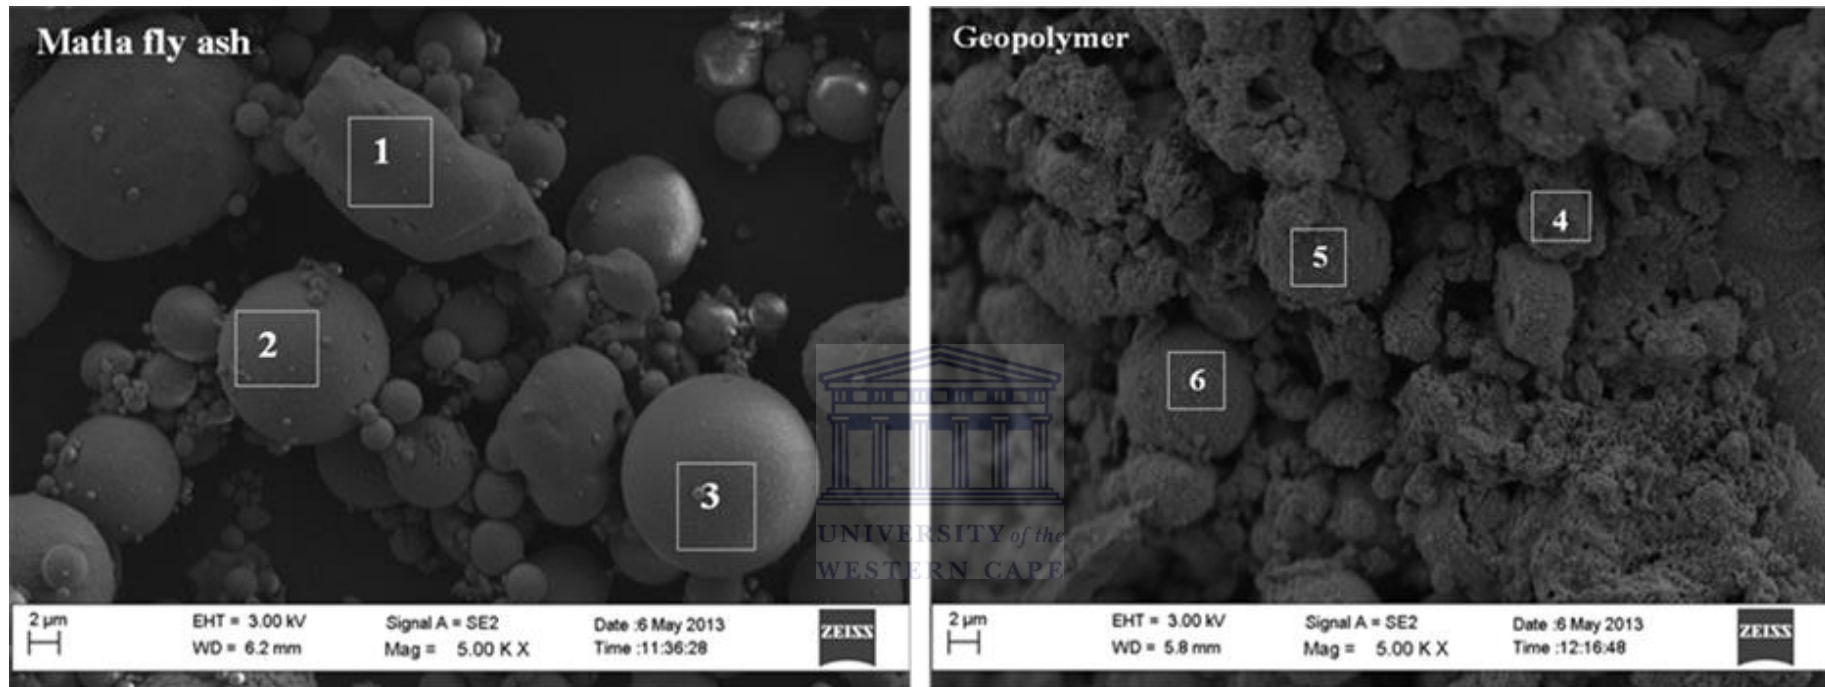 Matla fly ash
1
2
3
2 µm
EHT = 3.00 kV
Signal A = SE2
Date :6 May 2013
WD = 6.2 mm
Mag = 5.00 K X
Time :11:36:28
ZEISS
Geopolymer
4
5
6
2 µm
EHT = 3.00 kV
Signal A = SE2
Date :6 May 2013
WD = 5.8 mm
Mag = 5.00 K X
Time :12:16:48
ZEISS
UNIVERSITY of the
WESTERN CAPE